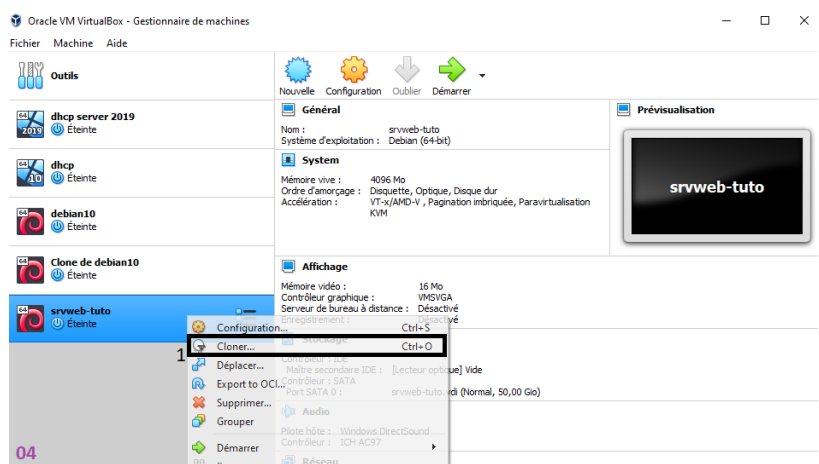 Oracle VM VirtualBox - Gestionnaire de machines
Fichier Machine Aide
Outils
Nouvelle Configuration Oublier Démarrer
64 2019 dhcp server 2019
Éteinte
64 10 dhcp
Éteinte
64 debian10
Éteinte
64 Clone de debian10
Éteinte
64 srvweb-tuto
Éteinte
Général
Nom : srvweb-tuto
Système d'exploitation : Debian (64-bit)
System
Mémoire vive : 4096 Mo
Ordre d'amorçage : Disquette, Optique, Disque dur
Accélération : VT-x/AMD-V , Pagination imbriquée, Paravirtualisation
KVM
Prévisualisation
srvweb-tuto
Affichage
Mémoire vidéo : 16 Mo
Contrôleur graphique : VMSVGA
Serveur de bureau à distance : Désactivé
Enregistrement : Désactivé
Stockage
Contrôleur : IDE
Maître secondaire IDE : [Lecteur optique] Vide
Contrôleur : SATA
Port SATA 0 : srvweb-tuto.vdi (Normal, 50,00 Gio)
Audio
Pilote hôte : Windows DirectSound
Contrôleur : ICH AC97
Réseau
Configuration... Ctrl+S
1
Cloner... Ctrl+O
Déplacer...
Export to OCI...
Supprimer...
Grouper
Démarrer
04